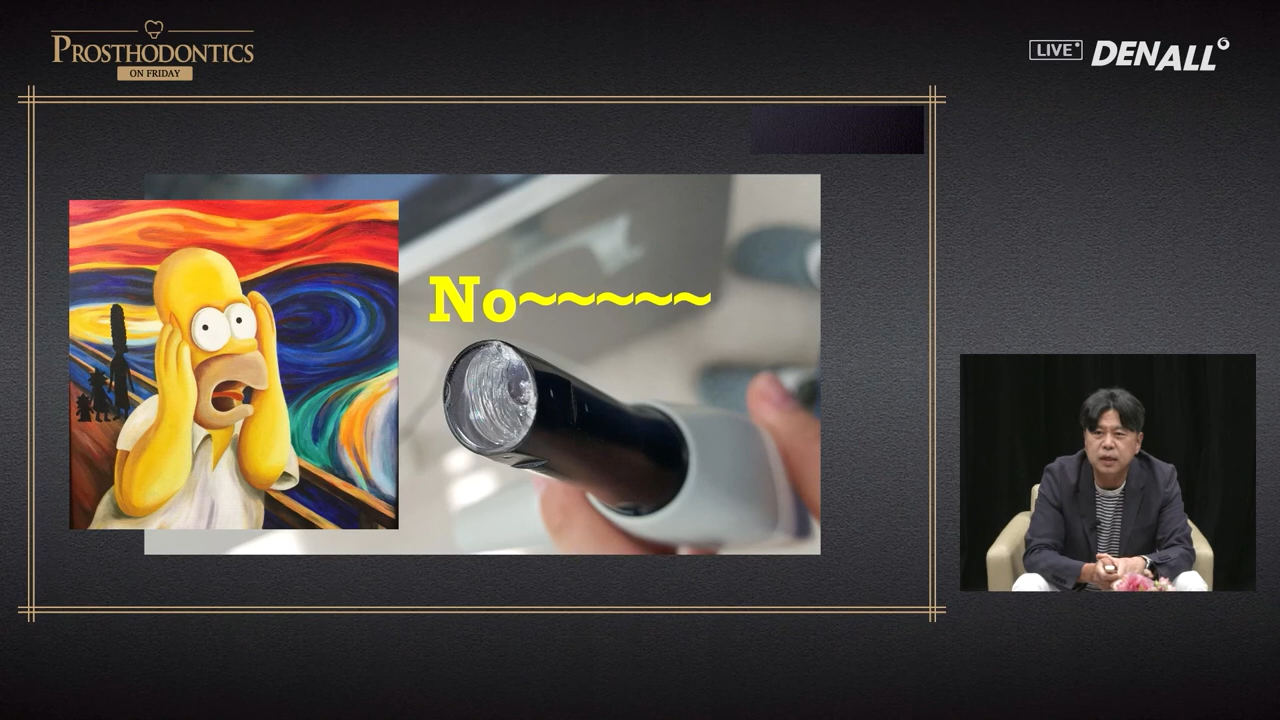 PROSTHODONTICS
ON FRIDAY
LIVE
DENALL
No~~~~~